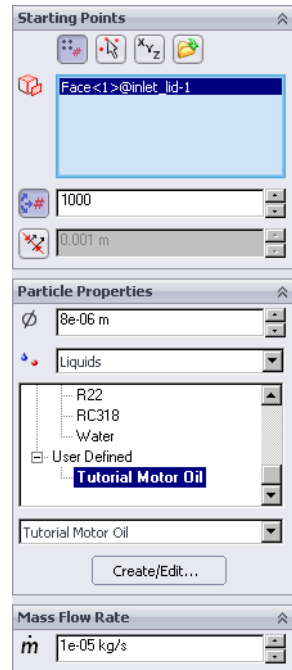 Starting Points
#
X Y Z
Face<1>@inlet_lid-1
# 1000
0.001 m
Particle Properties
Ø 8e-06 m
Liquids
R22
RC318
Water
User Defined
Tutorial Motor Oil
Tutorial Motor Oil
Create/Edit...
Mass Flow Rate
ṁ 1e-05 kg/s